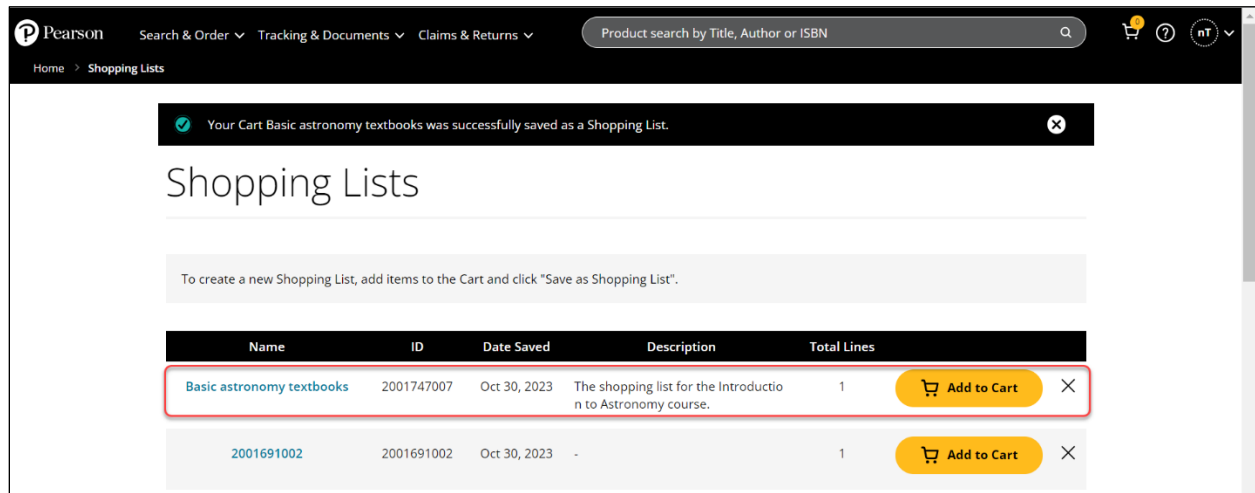 Pearson Search & Order Tracking & Documents Claims & Returns Product search by Title, Author or ISBN 0 ? nT
Home > Shopping Lists
Your Cart Basic astronomy textbooks was successfully saved as a Shopping List.
Shopping Lists
To create a new Shopping List, add items to the Cart and click "Save as Shopping List".
Name ID Date Saved Description Total Lines
Basic astronomy textbooks 2001747007 Oct 30, 2023 The shopping list for the Introductio 1 Add to Cart
n to Astronomy course.
2001691002 2001691002 Oct 30, 2023 - 1 Add to Cart